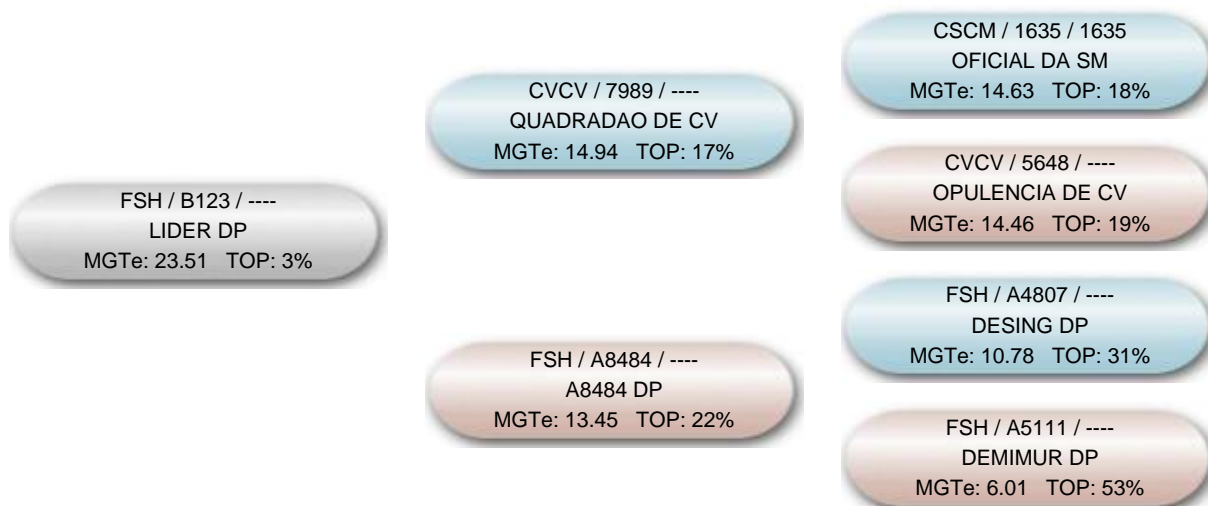 CSCM / 1635 / 1635
OFICIAL DA SM
MGTe: 14.63 TOP: 18%
CVCV / 7989 / ----
QUADRADAO DE CV
MGTe: 14.94 TOP: 17%
CVCV / 5648 / ----
OPULENCIA DE CV
MGTe: 14.46 TOP: 19%
FSH / B123 / ----
LIDER DP
MGTe: 23.51 TOP: 3%
FSH / A4807 / ----
DESING DP
MGTe: 10.78 TOP: 31%
FSH / A8484 / ----
A8484 DP
MGTe: 13.45 TOP: 22%
FSH / A5111 / ----
DEMIMUR DP
MGTe: 6.01 TOP: 53%